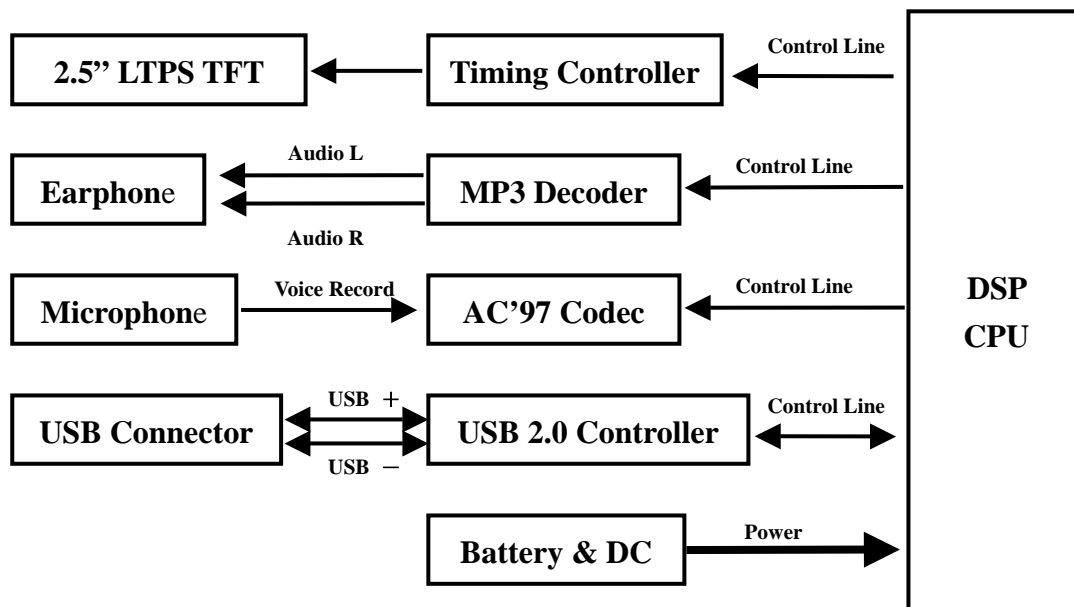 Control Line
2.5” LTPS TFT
Timing Controller
Audio L
Control Line
Earphone
MP3 Decoder
Audio R
Voice Record
Control Line
Microphone
AC’97 Codec
DSP
CPU
USB +
Control Line
USB Connector
USB 2.0 Controller
USB −
Battery & DC
Power